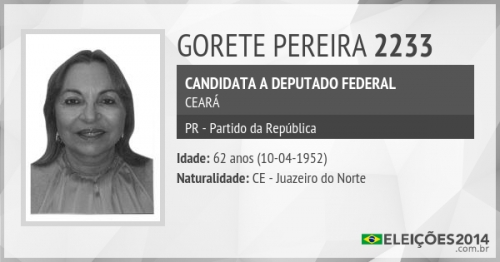 GORETE PEREIRA 2233
CANDIDATA A DEPUTADO FEDERAL
CEARÁ
PR - Partido da República
Idade: 62 anos (10-04-1952)
Naturalidade: CE - Juazeiro do Norte
ELEIÇÕES2014
.com.br